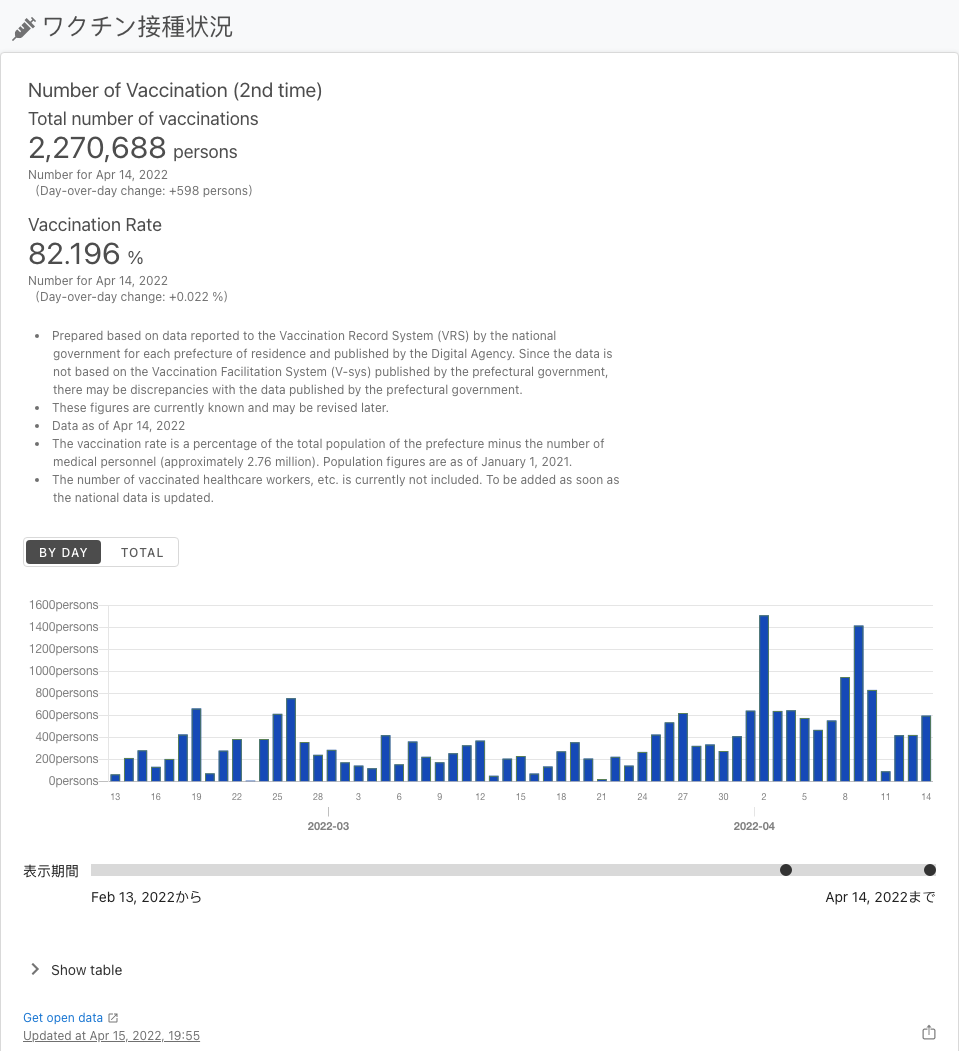 ワクチン接種状況
Number of Vaccination (2nd time)
Total number of vaccinations
2,270,688 persons
Number for Apr 14, 2022
(Day-over-day change: +598 persons)
Vaccination Rate
82.196 %
Number for Apr 14, 2022
(Day-over-day change: +0.022 %)
• Prepared based on data reported to the Vaccination Record System (VRS) by the national
government for each prefecture of residence and published by the Digital Agency. Since the data is
not based on the Vaccination Facilitation System (V-sys) published by the prefectural government,
there may be discrepancies with the data published by the prefectural government.
• These figures are currently known and may be revised later.
• Data as of Apr 14, 2022
• The vaccination rate is a percentage of the total population of the prefecture minus the number of
medical personnel (approximately 2.76 million). Population figures are as of January 1, 2021.
• The number of vaccinated healthcare workers, etc. is currently not included. To be added as soon as
the national data is updated.
BY DAY TOTAL
1600persons
1400persons
1200persons
1000persons
800persons
600persons
400persons
200persons
0persons
13 16 19 22 25 28 3 6 9 12 15 18 21 24 27 30 2 5 8 11 14
2022-03 2022-04
表示期間
Feb 13, 2022から Apr 14, 2022まで
Show table
Get open data
Updated at Apr 15, 2022, 19:55